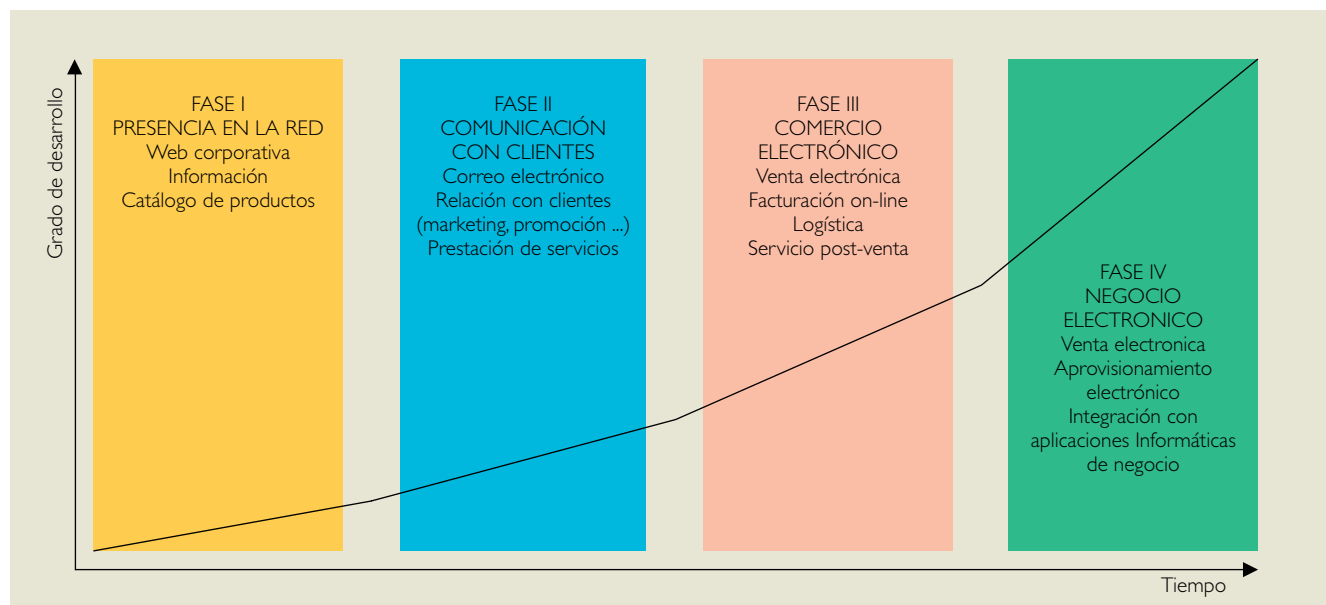 Grado de desarrollo
FASE I
PRESENCIA EN LA RED
Web corporativa
Información
Catálogo de productos
FASE II
COMUNICACIÓN
CON CLIENTES
Correo electrónico
Relación con clientes
(marketing, promoción ...)
Prestación de servicios
FASE III
COMERCIO
ELECTRÓNICO
Venta electrónica
Facturación on-line
Logística
Servicio post-venta
FASE IV
NEGOCIO
ELECTRONICO
Venta electronica
Aprovisionamiento
electrónico
Integración con
aplicaciones Informáticas
de negocio
Tiempo